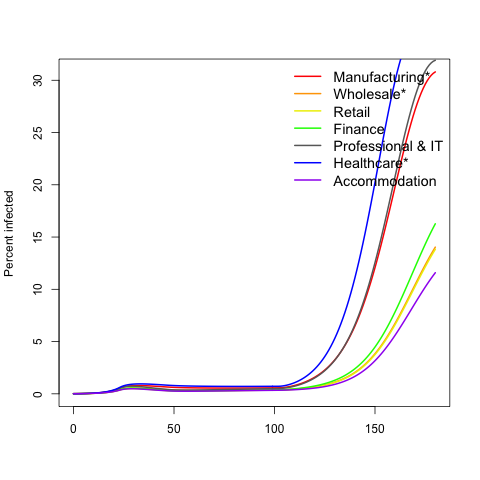 Manufacturing*
Wholesale*
Retail
Finance
Professional & IT
Healthcare*
Accommodation
Percent infected
0
5
10
15
20
25
30
0
50
100
150